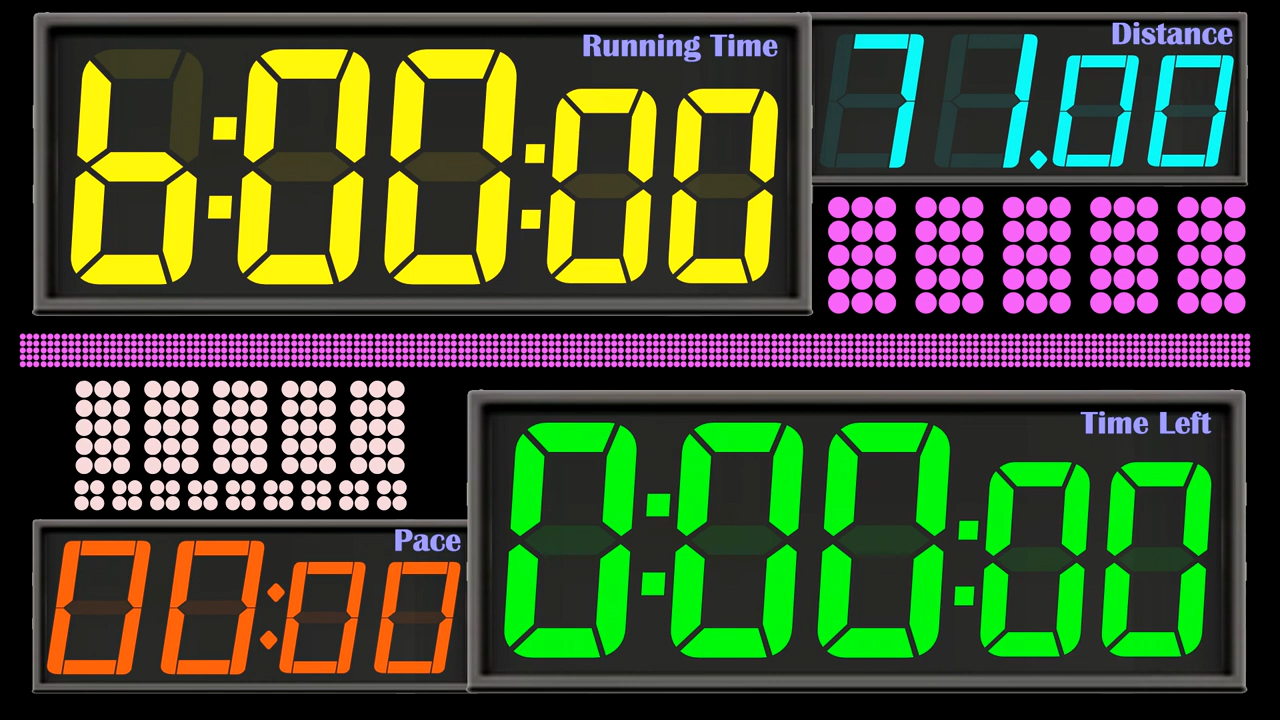 Running Time
6:00:00
Distance
71.00
Pace
00:00
Time Left
0:00:00